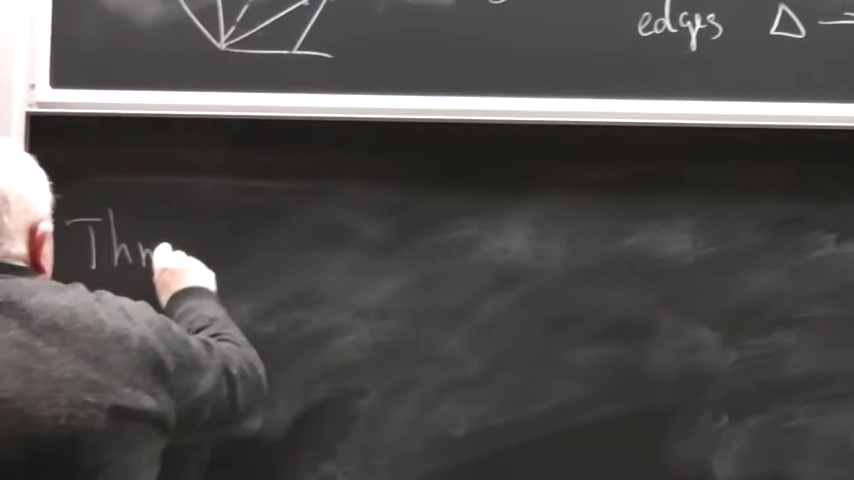 edges Δ →
Thm